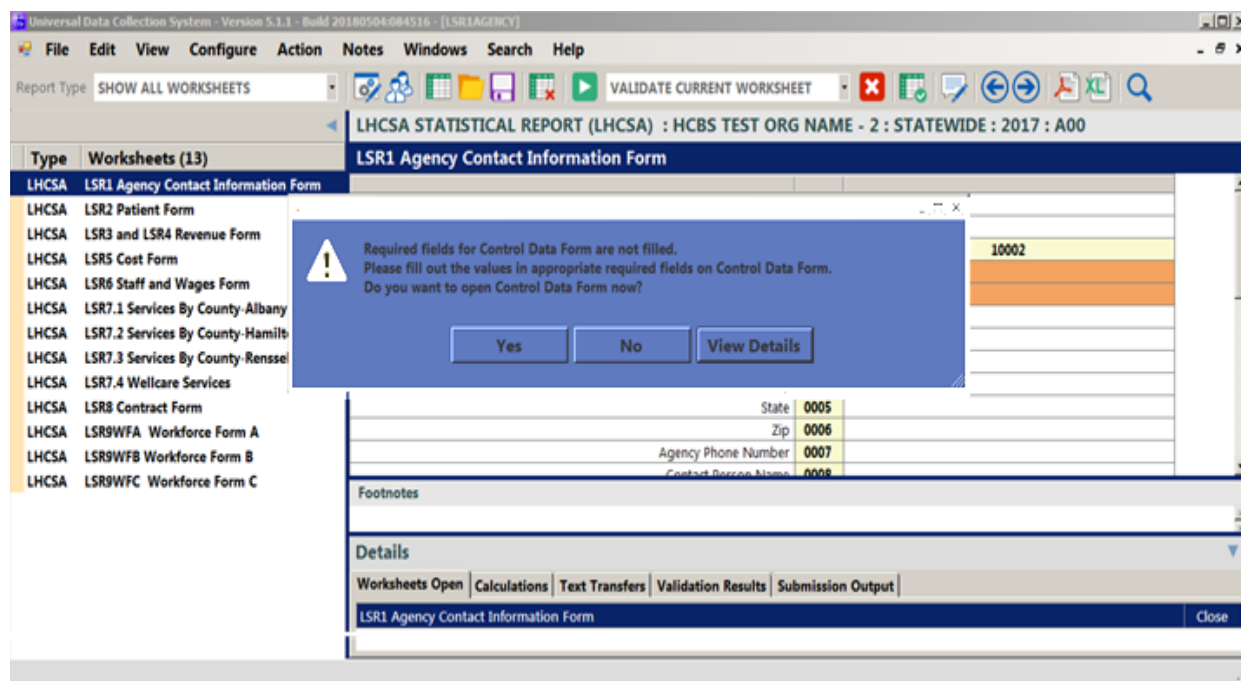 Universal Data Collection System - Version 5.1.1 - Build 20180504:084516 - [LSR1AGENCY]
File Edit View Configure Action Notes Windows Search Help
Report Type SHOW ALL WORKSHEETS VALIDATE CURRENT WORKSHEET
LHCSA STATISTICAL REPORT (LHCSA) : HCBS TEST ORG NAME - 2 : STATEWIDE : 2017 : A00
Type Worksheets (13)
LSR1 Agency Contact Information Form
LHCSA LSR1 Agency Contact Information Form
LHCSA LSR2 Patient Form
LHCSA LSR3 and LSR4 Revenue Form
LHCSA LSR5 Cost Form
LHCSA LSR6 Staff and Wages Form
LHCSA LSR7.1 Services By County-Albany
LHCSA LSR7.2 Services By County-Hamilt
LHCSA LSR7.3 Services By County-Renssel
LHCSA LSR7.4 Wellcare Services
LHCSA LSR8 Contract Form
LHCSA LSR9WFA Workforce Form A
LHCSA LSR9WFB Workforce Form B
LHCSA LSR9WFC Workforce Form C
10002
Required fields for Control Data Form are not filled.
Please fill out the values in appropriate required fields on Control Data Form.
Do you want to open Control Data Form now?
Yes No View Details
State 0005
Zip 0006
Agency Phone Number 0007
Contact Person Name 0008
Footnotes
Details
Worksheets Open Calculations Text Transfers Validation Results Submission Output
LSR1 Agency Contact Information Form Close